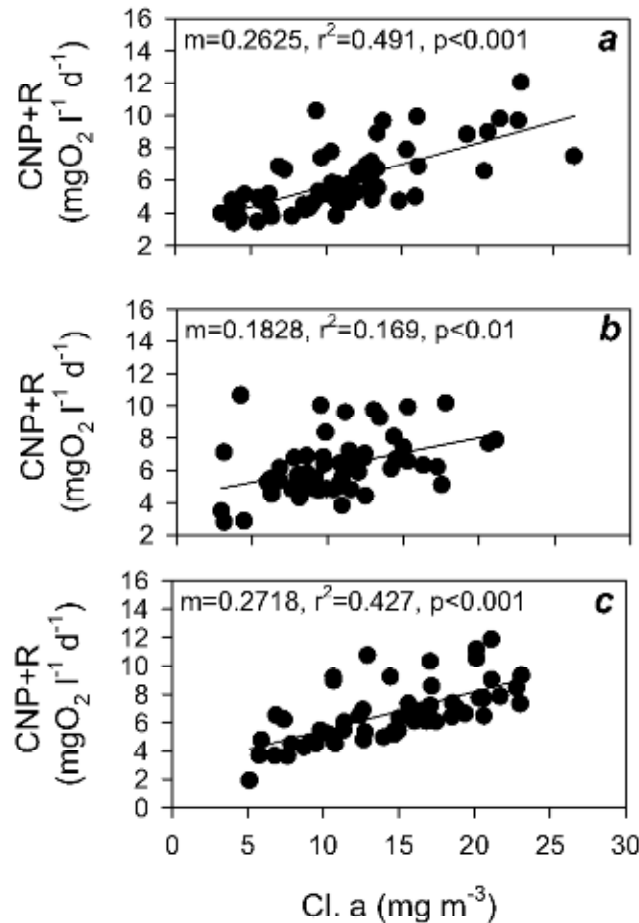 m=0.2625, r²=0.491, p<0.001 a
CNP+R
(mgO₂ l⁻¹ d⁻¹)
16
14
12
10
8
6
4
2
m=0.1828, r²=0.169, p<0.01 b
CNP+R
(mgO₂ l⁻¹ d⁻¹)
16
14
12
10
8
6
4
2
m=0.2718, r²=0.427, p<0.001 c
CNP+R
(mgO₂ l⁻¹ d⁻¹)
16
14
12
10
8
6
4
2
0
0 5 10 15 20 25 30
Cl. a (mg m⁻³)